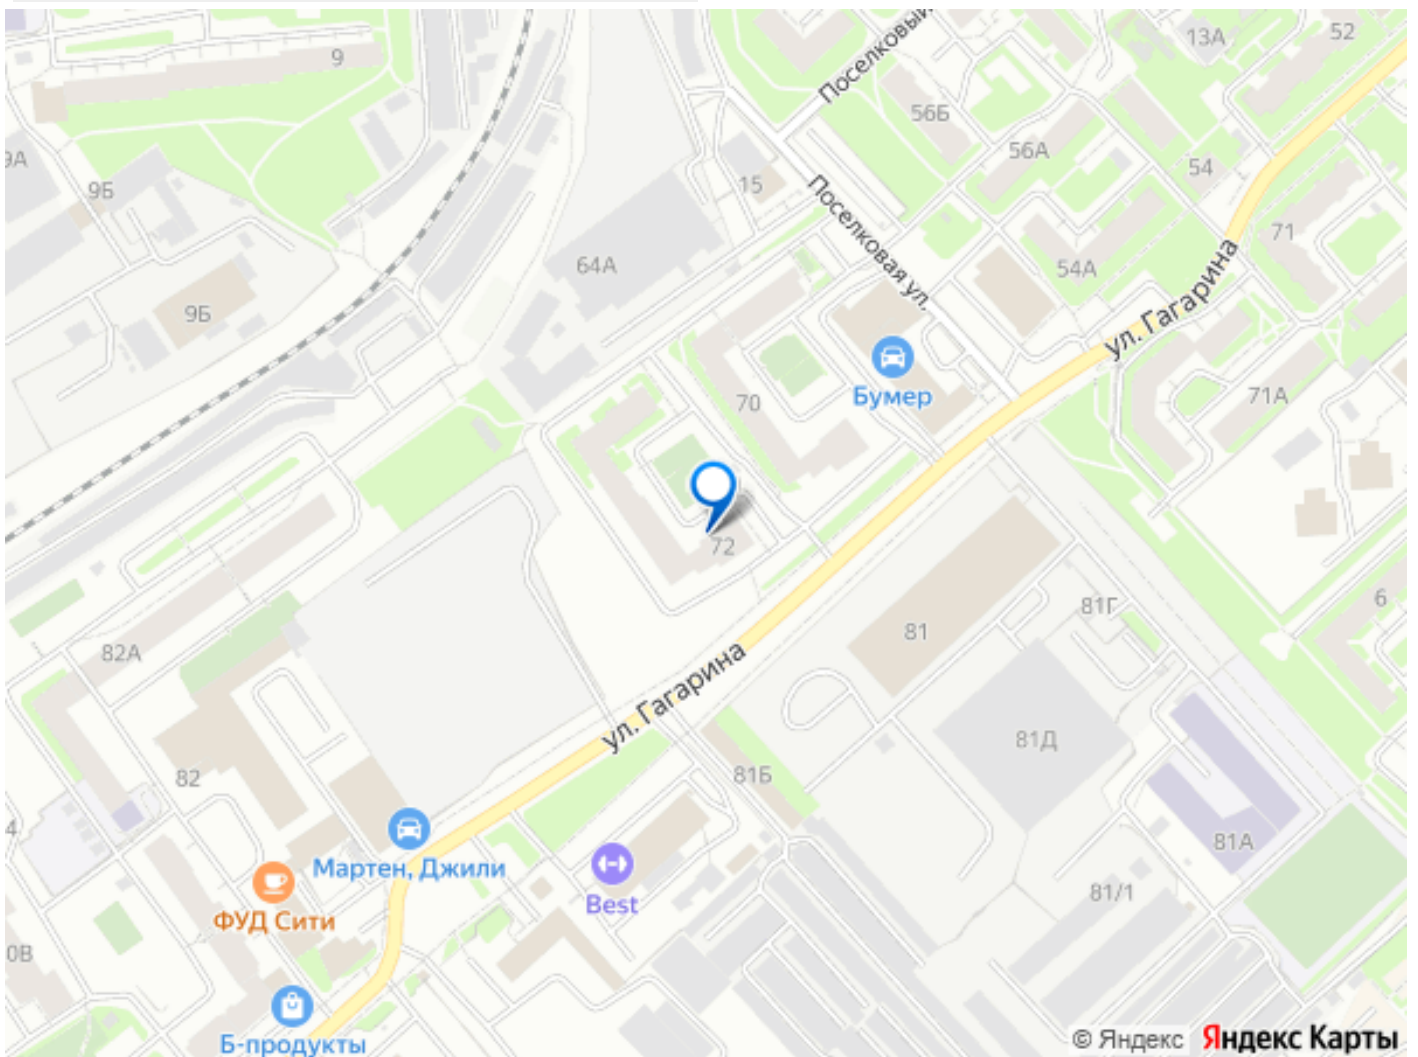 Поселковый
13А
52
9
56Б
56А
9А
9Б
15
54
Поселковая ул.
71
64А
54А
9Б
ул. Гагарина
Бумер
70
71А
72
6
81Г
81
82А
ул. Гагарина
81Д
81Б
82
4
81А
Мартен, Джили
81/1
Best
ФУД Сити
0В
Б-продукты
© Яндекс Яндекс Карты